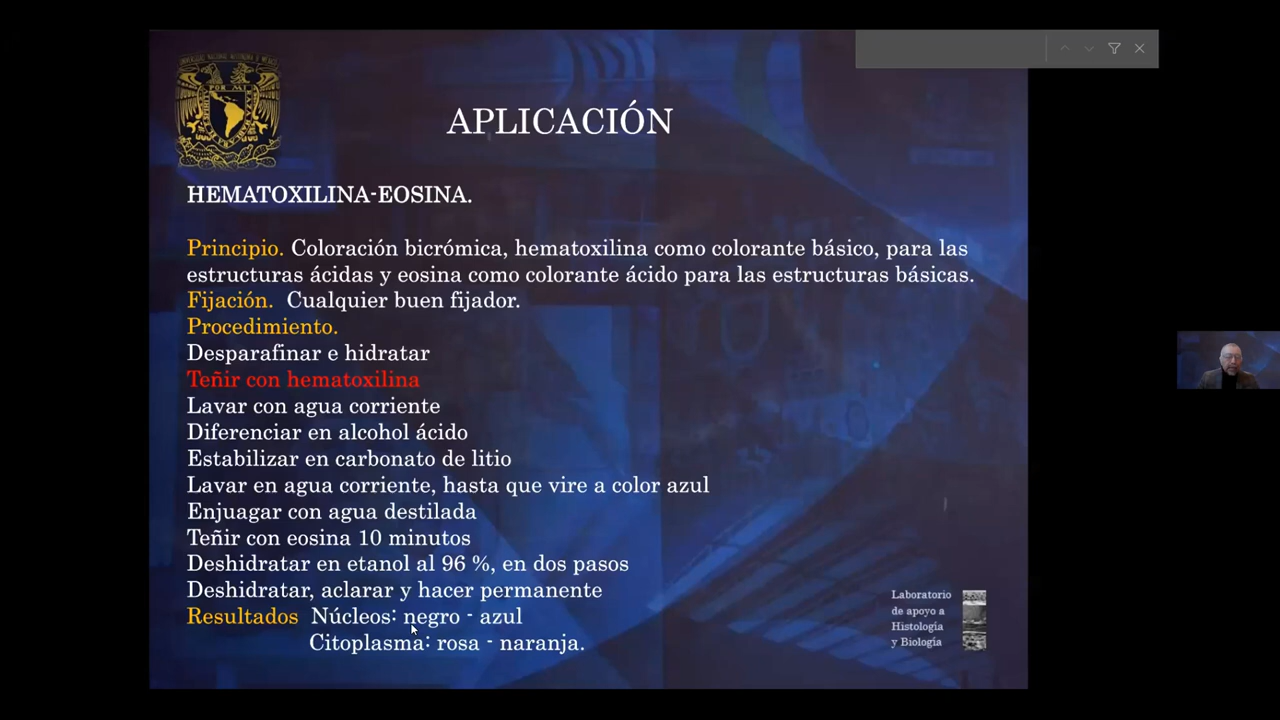 APLICACIÓN
HEMATOXILINA-EOSINA.
Principio. Coloración bicrómica, hematoxilina como colorante básico, para las
estructuras ácidas y eosina como colorante ácido para las estructuras básicas.
Fijación. Cualquier buen fijador.
Procedimiento.
Desparafinar e hidratar
Teñir con hematoxilina
Lavar con agua corriente
Diferenciar en alcohol ácido
Estabilizar en carbonato de litio
Lavar en agua corriente, hasta que vire a color azul
Enjuagar con agua destilada
Teñir con eosina 10 minutos
Deshidratar en etanol al 96 %, en dos pasos
Deshidratar, aclarar y hacer permanente
Resultados Núcleos: negro - azul
Citoplasma: rosa - naranja.
Laboratorio
de apoyo a
Histología
y Biología